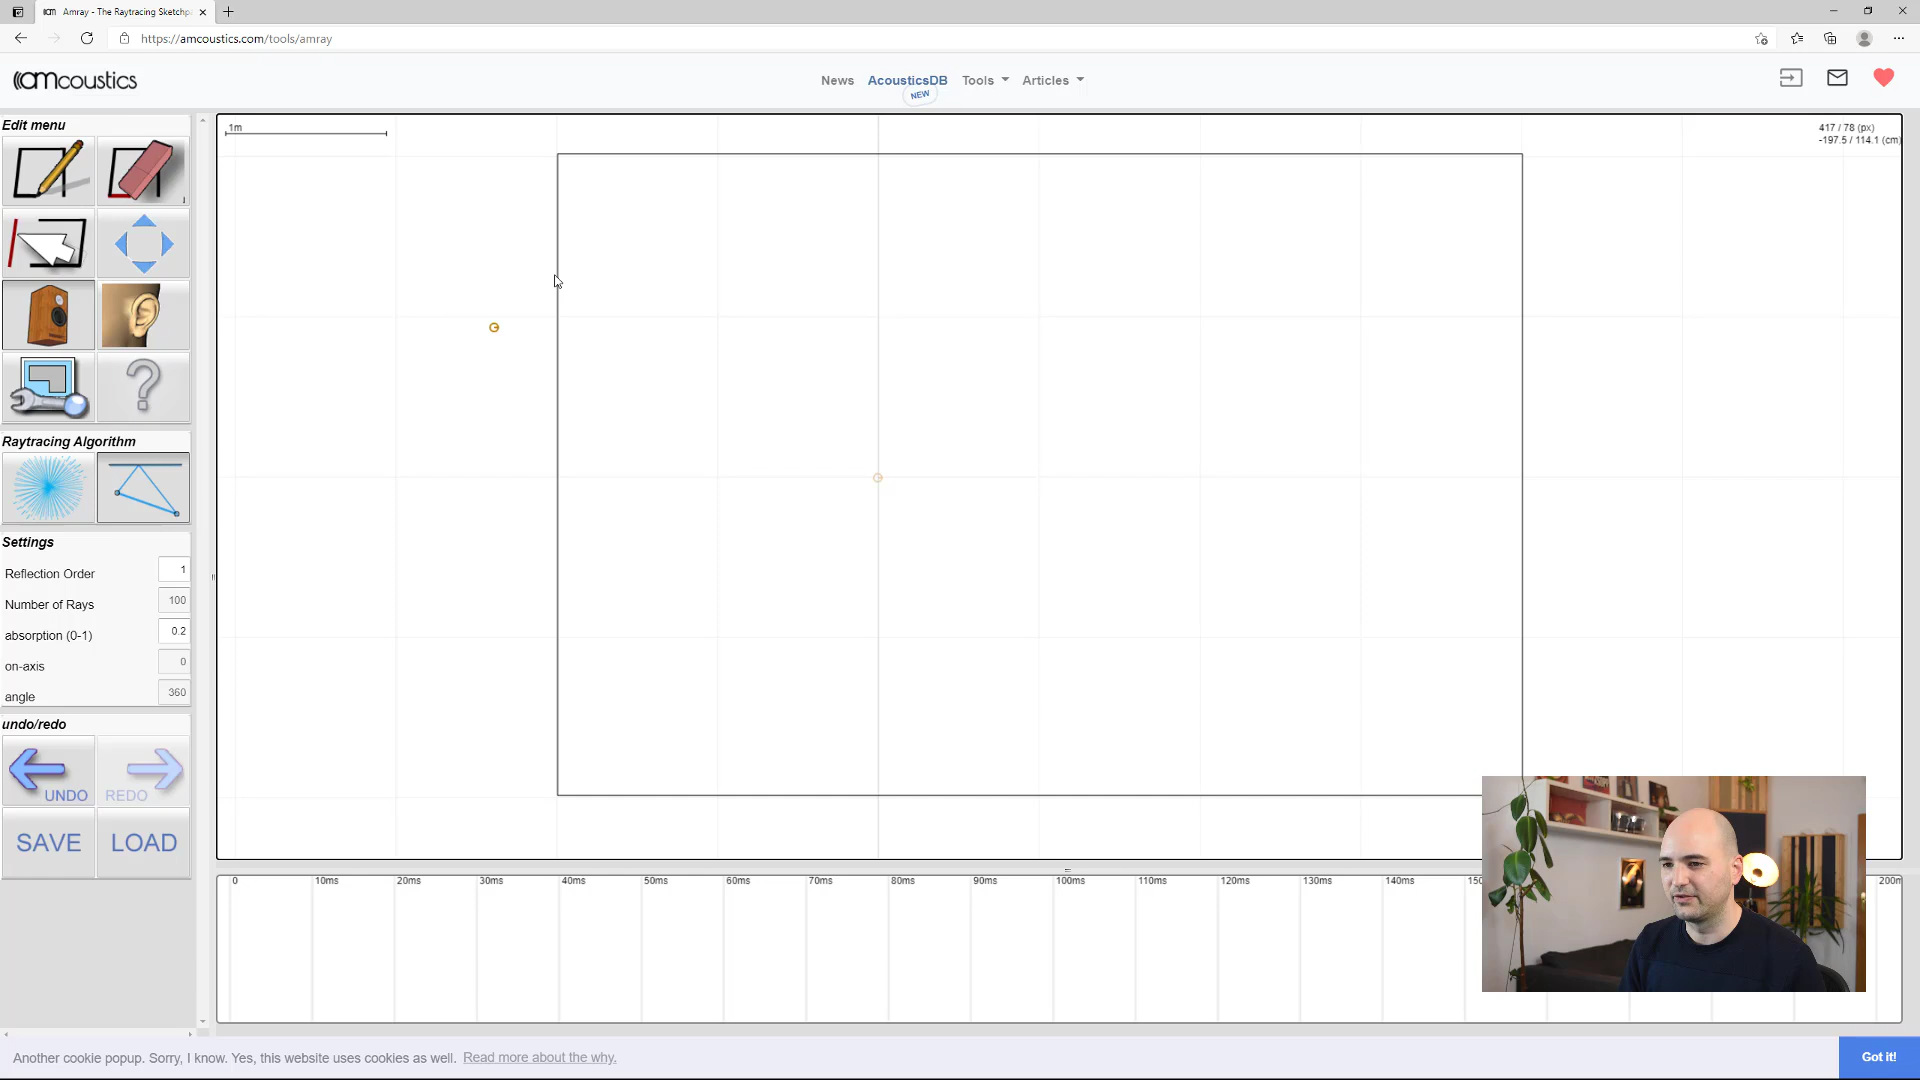 Amray - The Raytracing Sketchp
https://amcoustics.com/tools/amray
amcoustics
News
AcousticsDB
NEW
Tools
Articles
Edit menu
Raytracing Algorithm
Settings
Reflection Order 1
Number of Rays 100
absorption (0-1) 0.2
on-axis 0
angle 360
undo/redo
UNDO
REDO
SAVE
LOAD
1m
417 / 78 (px)
-197.5 / 114.1 (cm)
0 10ms 20ms 30ms 40ms 50ms 60ms 70ms 80ms 90ms 100ms 110ms 120ms 130ms 140ms 150 200m
Another cookie popup. Sorry, I know. Yes, this website uses cookies as well. Read more about the why.
Got it!